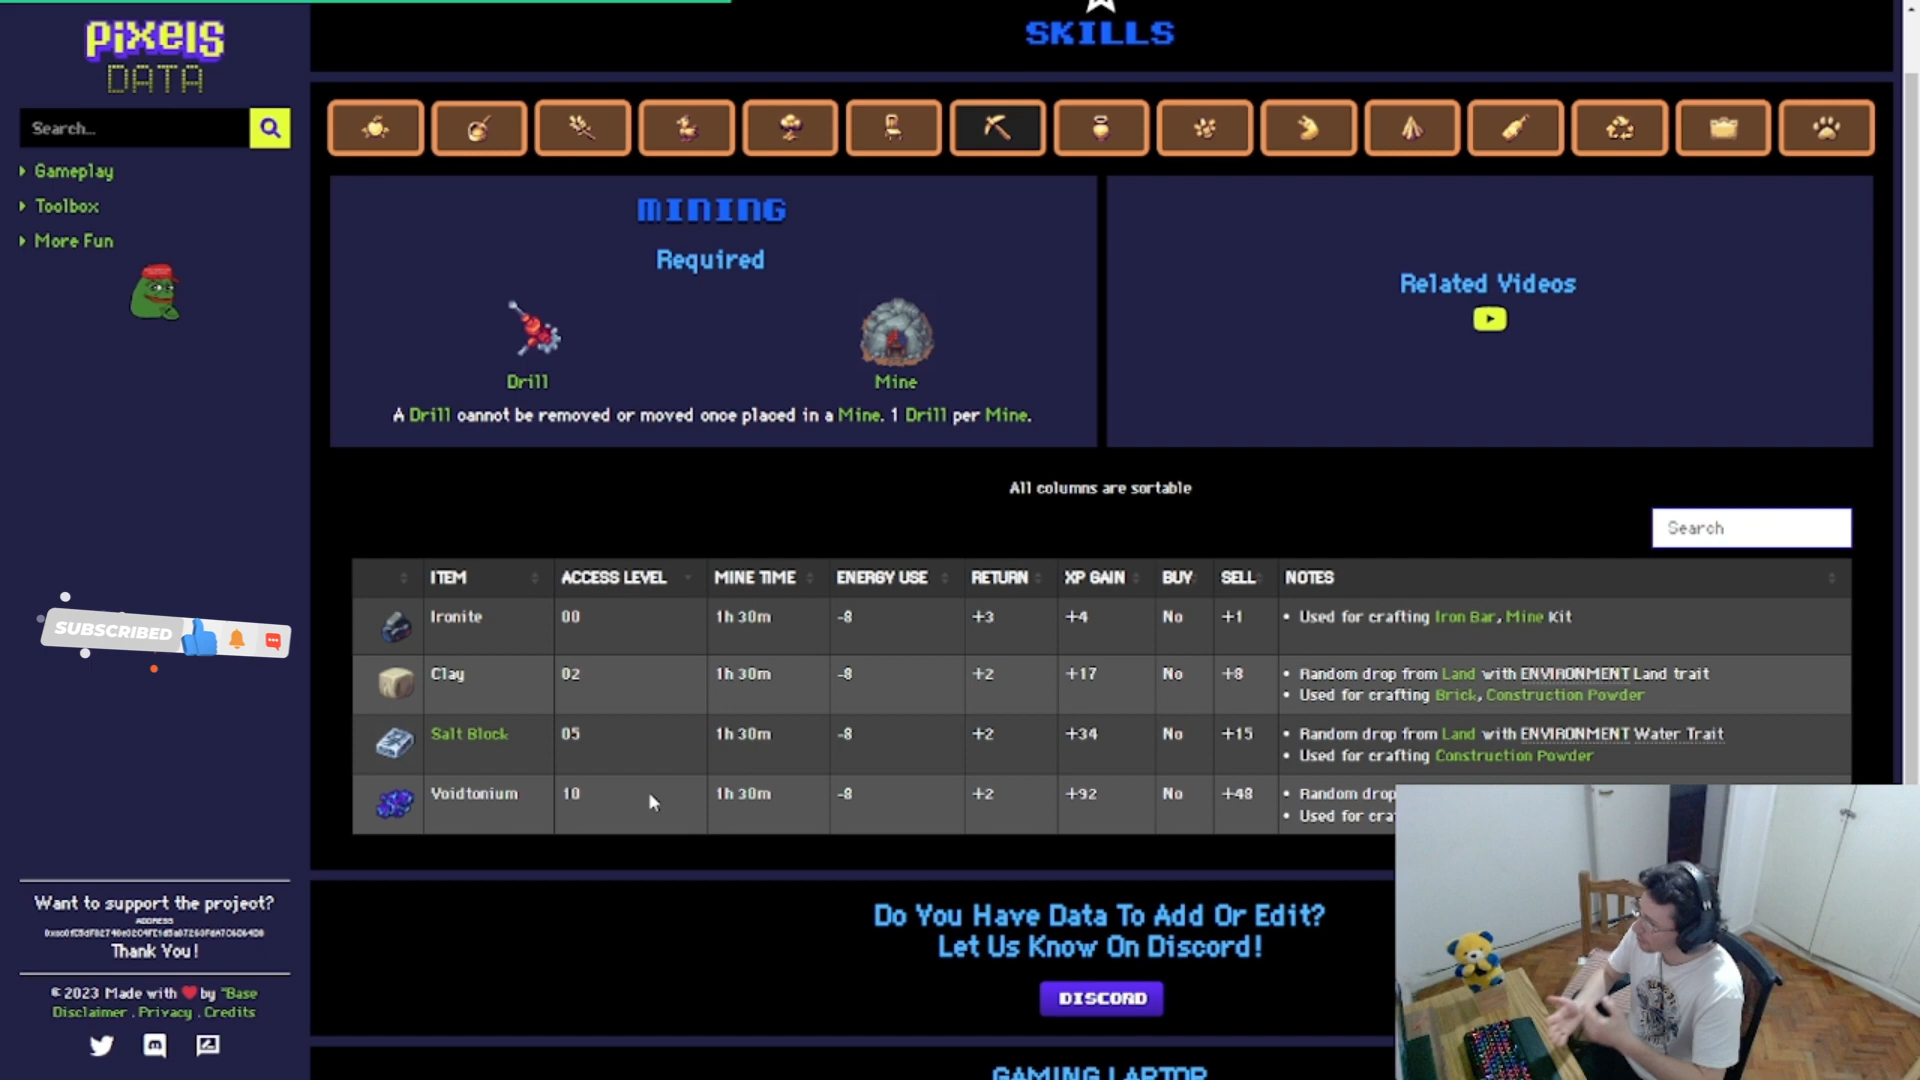 pixels
DATA
Search...
Gameplay
Toolbox
More Fun
SUBSCRIBED
Want to support the project?
ADDRESS
Thank You!
© 2023 Made with ❤ by ˜Base
Disclaimer . Privacy . Credits
SKILLS
MINING
Required
Drill
Mine
A Drill cannot be removed or moved once placed in a Mine. 1 Drill per Mine.
Related Videos
All columns are sortable
Search
ITEM ACCESS LEVEL MINE TIME ENERGY USE RETURN XP GAIN BUY SELL NOTES
Ironite 00 1h 30m -8 +3 +4 No +1 • Used for crafting Iron Bar, Mine Kit
Clay 02 1h 30m -8 +2 +17 No +8 • Random drop from Land with ENVIRONMENT Land trait
• Used for crafting Brick, Construction Powder
Salt Block 05 1h 30m -8 +2 +34 No +15 • Random drop from Land with ENVIRONMENT Water Trait
• Used for crafting Construction Powder
Voidtonium 10 1h 30m -8 +2 +92 No +48 • Random drop
• Used for cra
Do You Have Data To Add Or Edit?
Let Us Know On Discord!
DISCORD
GAMING LAPTOP